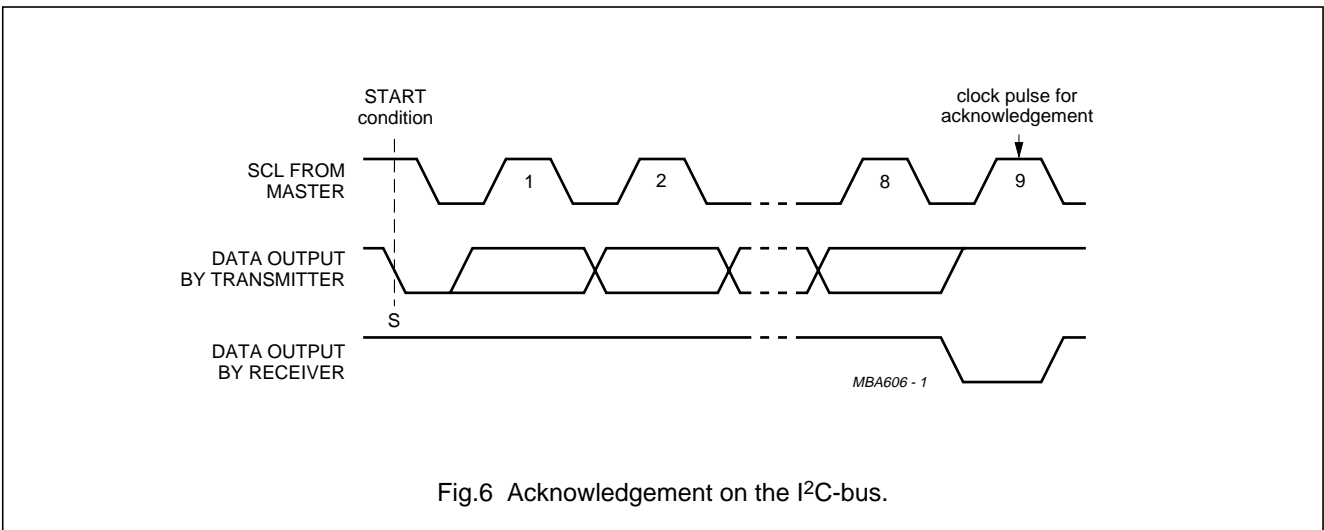 START
condition
clock pulse for
acknowledgement
SCL FROM
MASTER
1
2
8
9
DATA OUTPUT
BY TRANSMITTER
S
DATA OUTPUT
BY RECEIVER
MBA606 - 1
Fig.6 Acknowledgement on the I²C-bus.